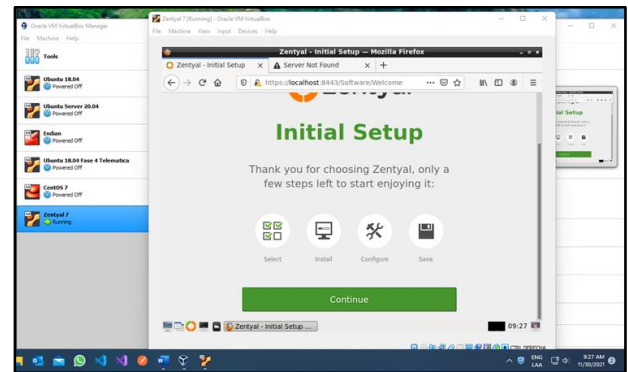 Oracle VM VirtualBox Manager
File Machine Help
Tools
Ubuntu 18.04
Powered Off
Ubuntu Server 20.04
Powered Off
Endian
Powered Off
Ubuntu 18.04 Fase 4 Telematica
Powered Off
CentOS 7
Powered Off
Zentyal 7
Running
Zentyal 7 [Running] - Oracle VM VirtualBox
File Machine View Input Devices Help
Zentyal - Initial Setup — Mozilla Firefox
Zentyal - Initial Setup
Server Not Found
https://localhost:8443/Software/Welcome
Initial Setup
Thank you for choosing Zentyal, only a
few steps left to start enjoying it:
Select Install Configure Save
Continue
Zentyal - Initial Setup ...
09:27
CTRL DERECHA
ial Setup
ENG
LAA
9:27 AM
11/30/2021